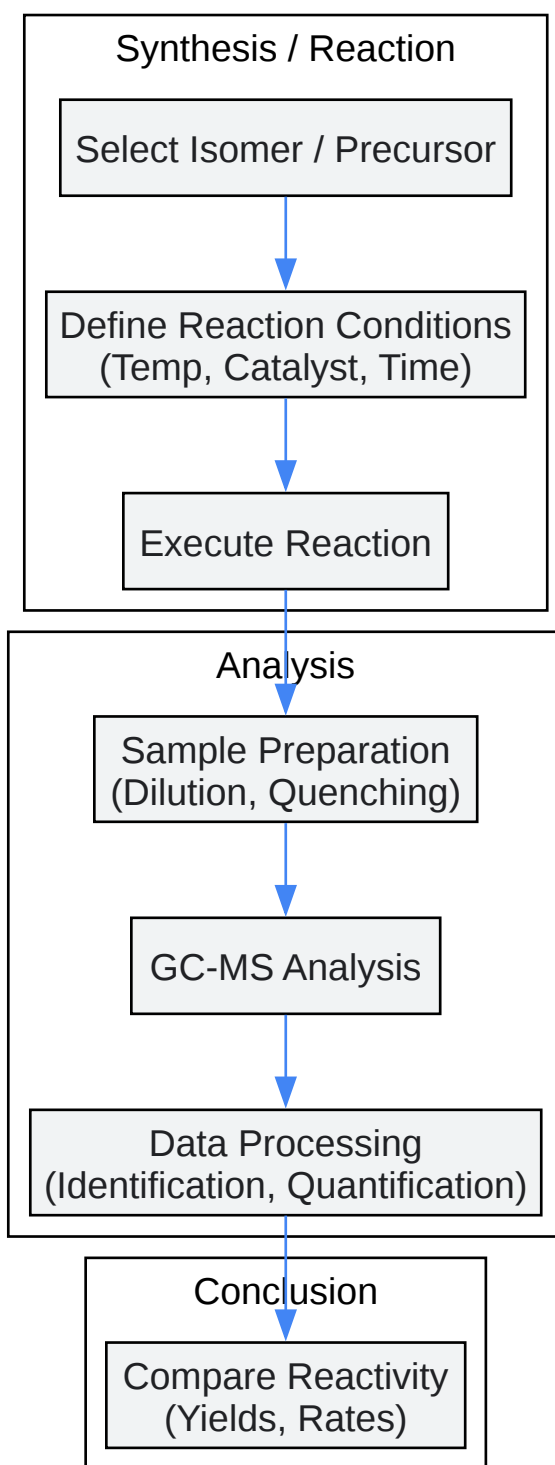 Synthesis / Reaction
Select Isomer / Precursor
Define Reaction Conditions
(Temp, Catalyst, Time)
Execute Reaction
Analysis
Sample Preparation
(Dilution, Quenching)
GC-MS Analysis
Data Processing
(Identification, Quantification)
Conclusion
Compare Reactivity
(Yields, Rates)